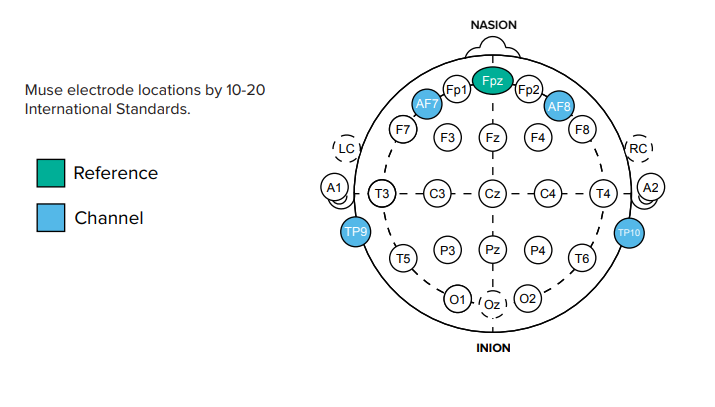 NASION
Muse electrode locations by 10-20
International Standards.
Reference
Channel
Fpz
Fp1
Fp2
AF7
AF8
F7
F3
Fz
F4
F8
LC
RC
A1
T3
C3
Cz
C4
T4
A2
TP9
TP10
T5
P3
Pz
P4
T6
O1
Oz
O2
INION